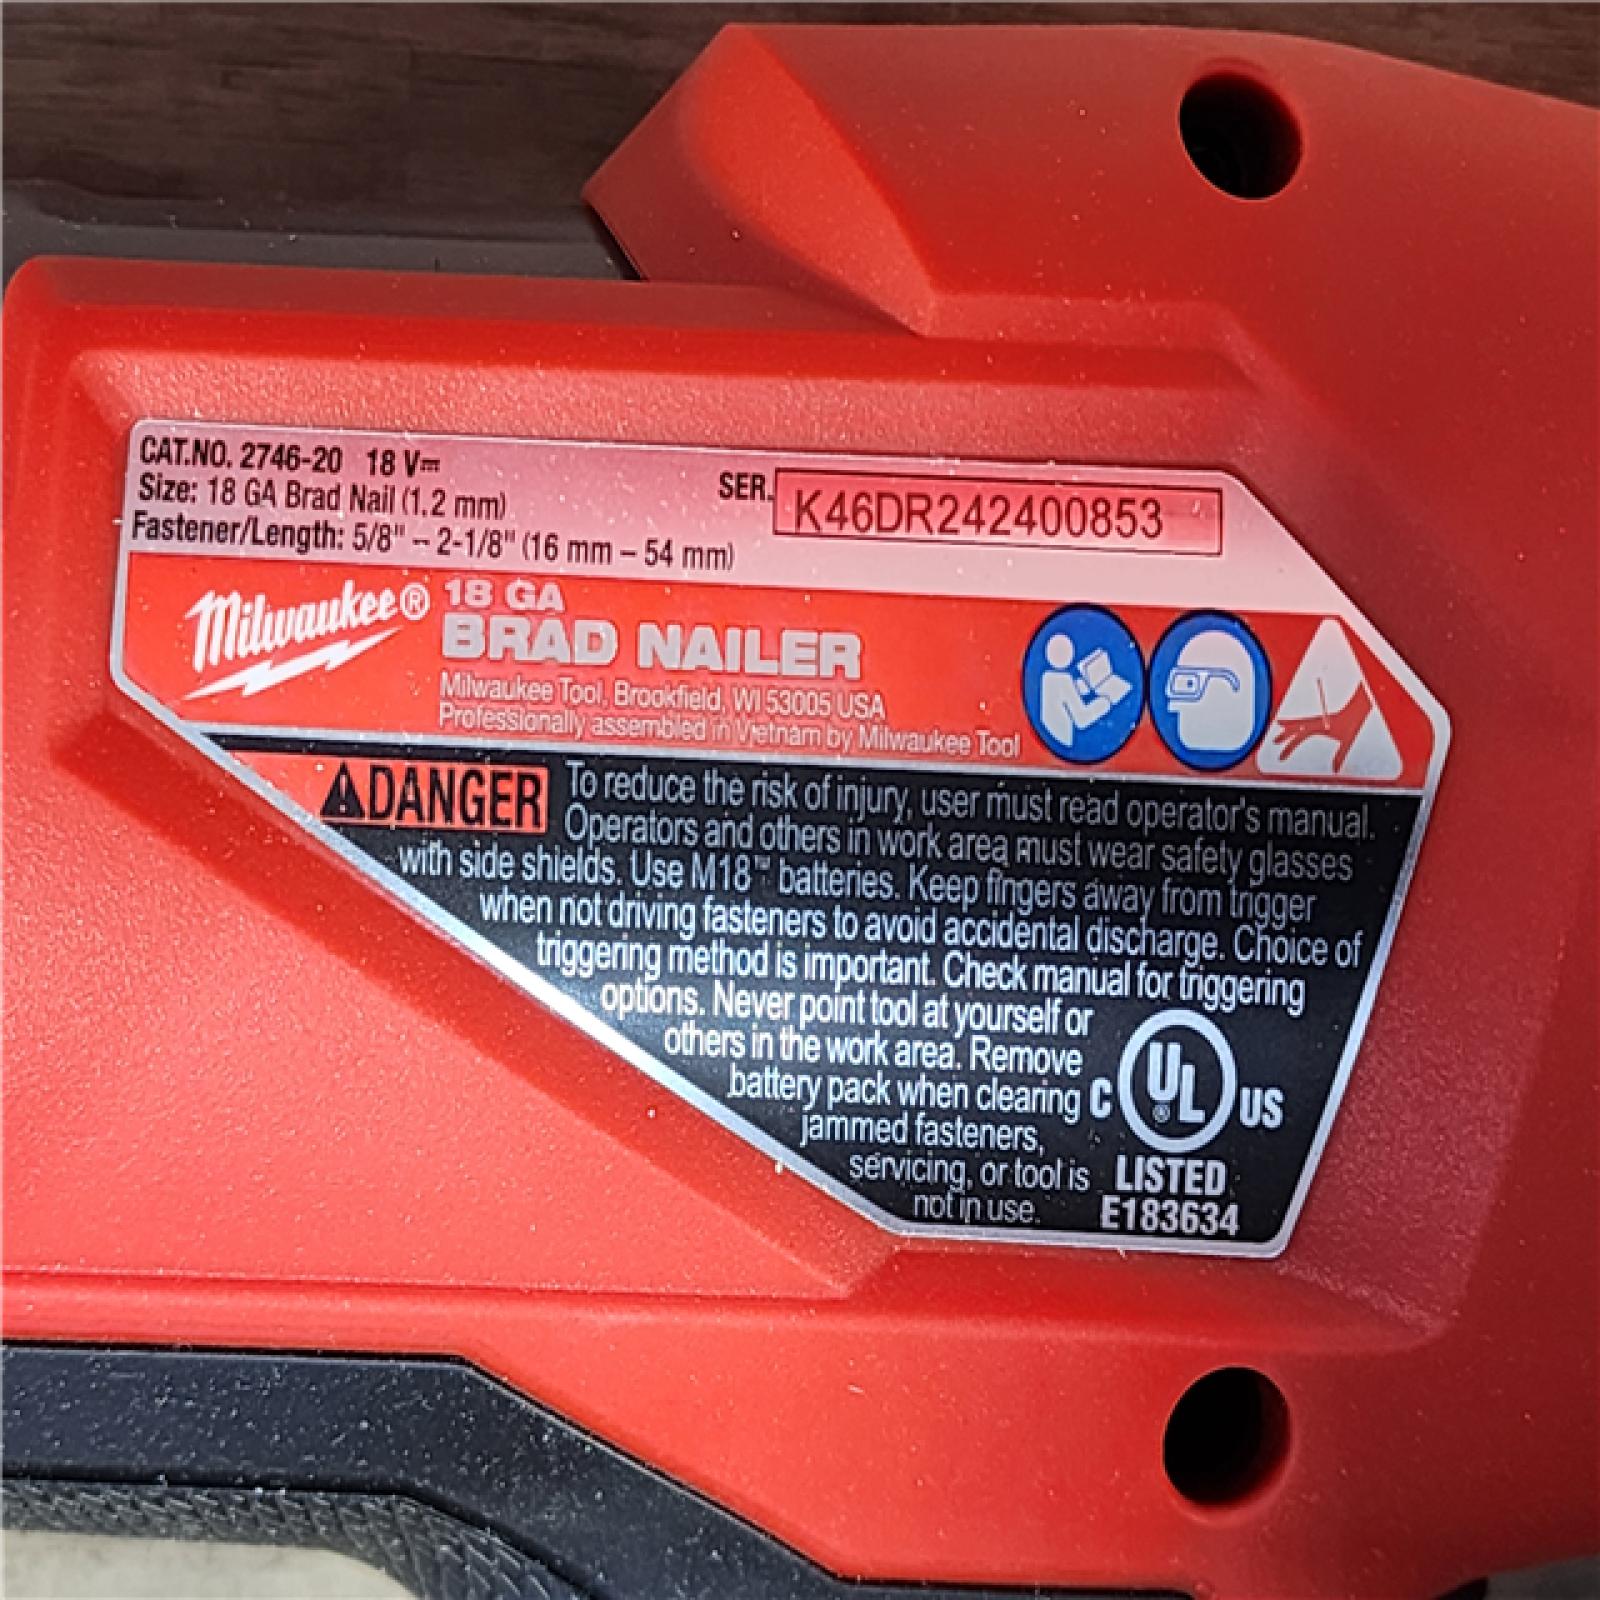 CAT.NO. 2746-20 18 V⎓
Size: 18 GA Brad Nail (1.2 mm)
Fastener/Length: 5/8" – 2-1/8" (16 mm – 54 mm)
SER. K46DR242400853
Milwaukee®
18 GA
BRAD NAILER
Milwaukee Tool, Brookfield, WI 53005 USA
Professionally assembled in Vietnam by Milwaukee Tool
⚠DANGER To reduce the risk of injury, user must read operator's manual.
Operators and others in work area must wear safety glasses
with side shields. Use M18™ batteries. Keep fingers away from trigger
when not driving fasteners to avoid accidental discharge. Choice of
triggering method is important. Check manual for triggering
options. Never point tool at yourself or
others in the work area. Remove
battery pack when clearing
jammed fasteners,
servicing, or tool is
not in use.
C UL® US
LISTED
E183634